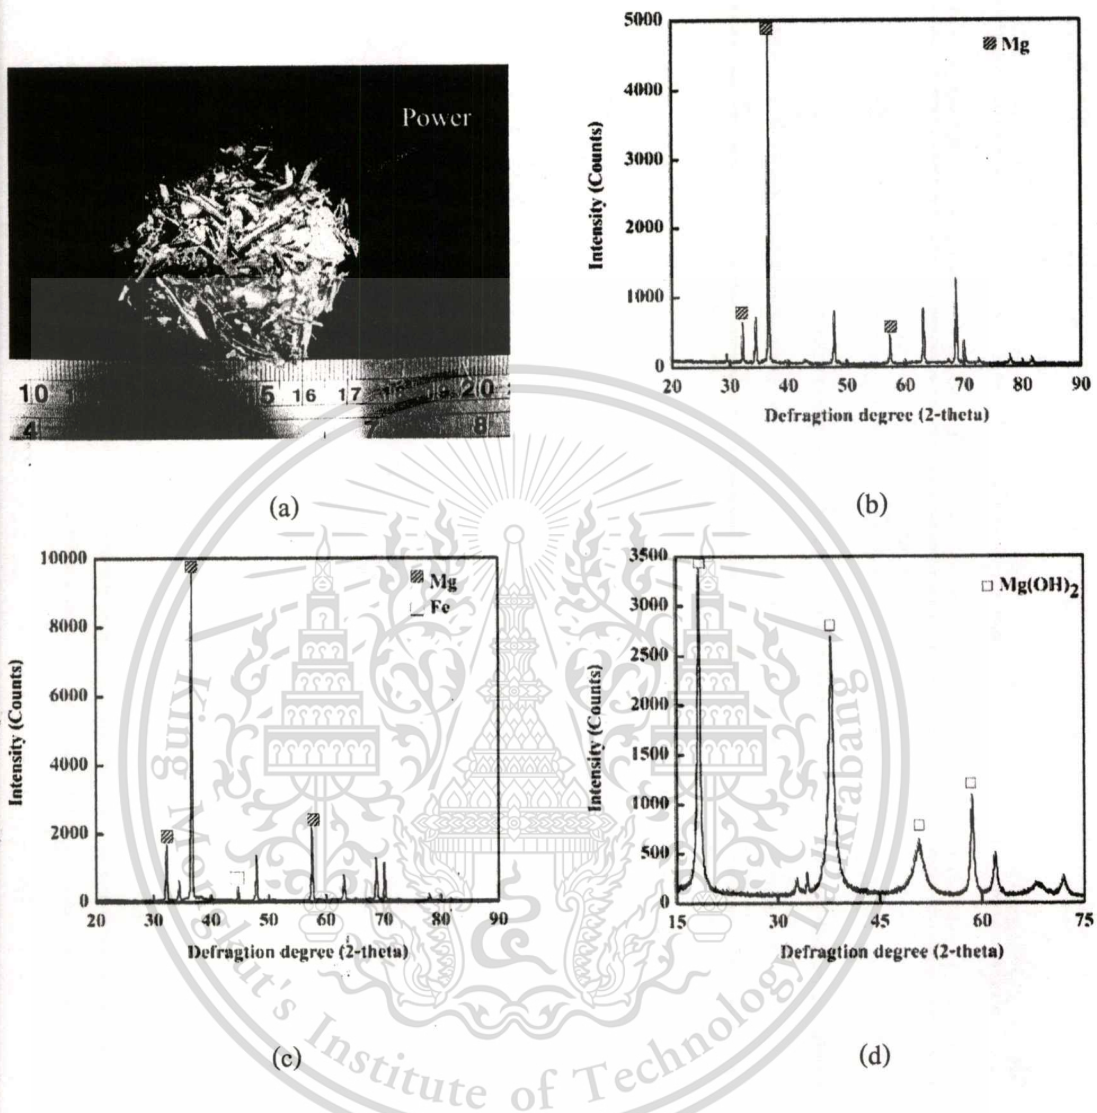 Power
10 15 16 17 18 19 20
4 7 8
(a)
5000
4000
3000
2000
1000
0
Intensity (Counts)
Mg
20 30 40 50 60 70 80 90
Defragtion degree (2-theta)
(b)
10000
8000
6000
4000
2000
0
Intensity (Counts)
Mg
Fe
20 30 40 50 60 70 80 90
Defragtion degree (2-theta)
(c)
3500
3000
2500
2000
1500
1000
500
0
Intensity (Counts)
Mg(OH)2
15 30 45 60 75
Defragtion degree (2-theta)
(d)
King Mongkut's Institute of Technology Ladkrabang